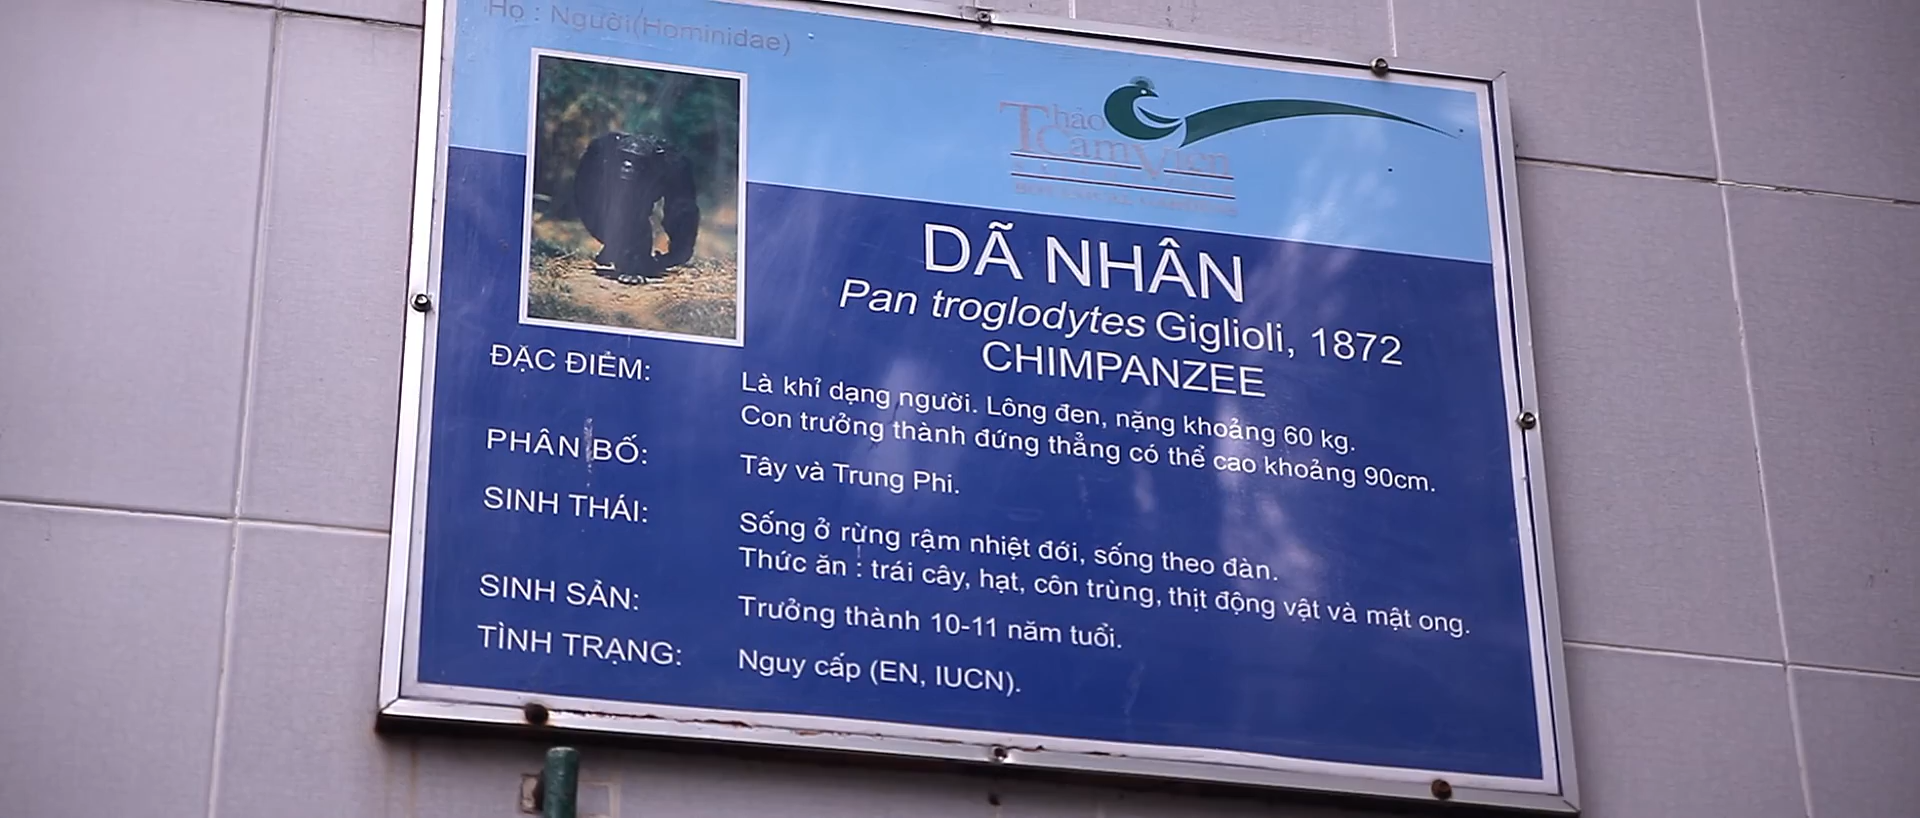 Họ : Người(Hominidae)
Thảo
Cầm Viên
DÃ NHÂN
Pan troglodytes Giglioli, 1872
CHIMPANZEE
ĐẶC ĐIỂM:
Là khỉ dạng người. Lông đen, nặng khoảng 60 kg.
Con trưởng thành đứng thẳng có thể cao khoảng 90cm.
PHÂN BỐ:
Tây và Trung Phi.
SINH THÁI:
Sống ở rừng rậm nhiệt đới, sống theo đàn.
Thức ăn : trái cây, hạt, côn trùng, thịt động vật và mật ong.
SINH SẢN:
Trưởng thành 10-11 năm tuổi.
TÌNH TRẠNG:
Nguy cấp (EN, IUCN).